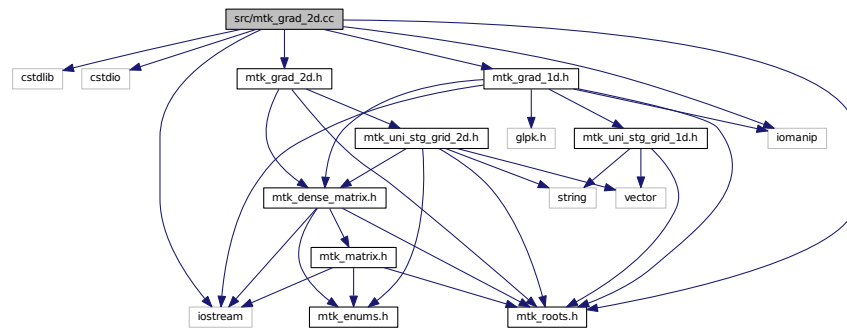 src/mtk_grad_2d.cc
cstdlib
cstdio
mtk_grad_2d.h
mtk_grad_1d.h
mtk_uni_stg_grid_2d.h
glpk.h
mtk_uni_stg_grid_1d.h
iomanip
mtk_dense_matrix.h
string
vector
mtk_matrix.h
iostream
mtk_enums.h
mtk_roots.h